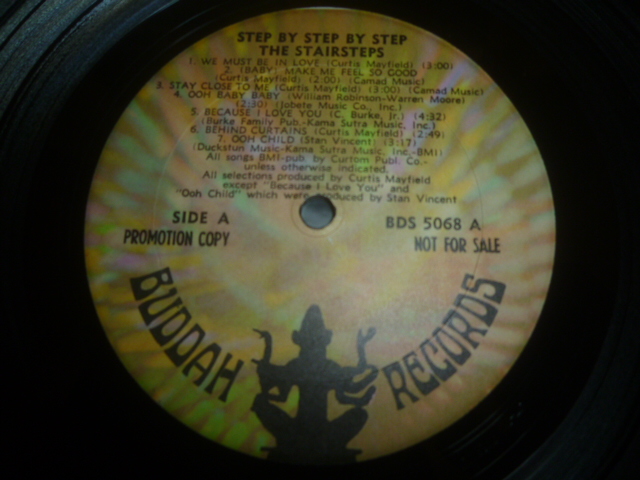 STEP BY STEP BY STEP
THE STAIRSTEPS
1. WE MUST BE IN LOVE (Curtis Mayfield) (3:00)
2. (BABY) MAKE ME FEEL SO GOOD
(Curtis Mayfield) (2:00) (Camad Music)
3. STAY CLOSE TO ME (Curtis Mayfield) (3:00) (Camad Music)
4. OOH BABY BABY (William Robinson-Warren Moore)
(2:30) (Jobete Music Co., Inc.)
5. BECAUSE I LOVE YOU (C. Burke, Jr.) (4:32)
(Burke Family Pub.-Kama Sutra Music, Inc.)
6. BEHIND CURTAINS (Curtis Mayfield) (2:49)
7. OOH CHILD (Stan Vincent) (3:17)
(Duckstun Music-Kama Sutra Music, Inc.-BMI)
All songs BMI-pub by Curtom Publ. Co.-
unless otherwise indicated.
All selections produced by Curtis Mayfield
except "Because I Love You" and
"Ooh Child" which were produced by Stan Vincent
SIDE A
BDS 5068 A
PROMOTION COPY
NOT FOR SALE
BUDDAH RECORDS